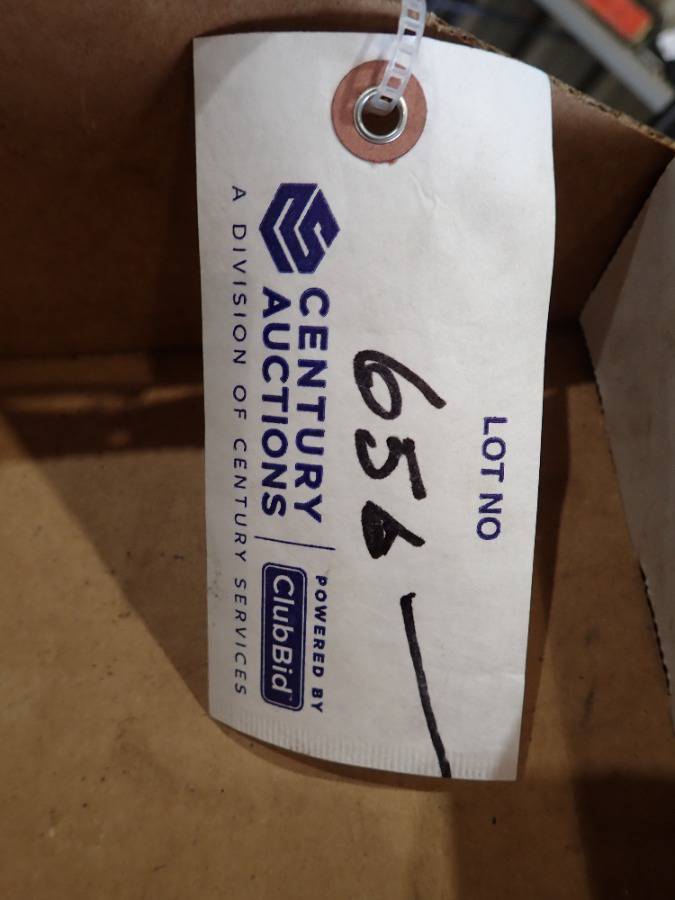 LOT NO
656 —
CENTURY
AUCTIONS
POWERED BY
ClubBid
A DIVISION OF CENTURY SERVICES